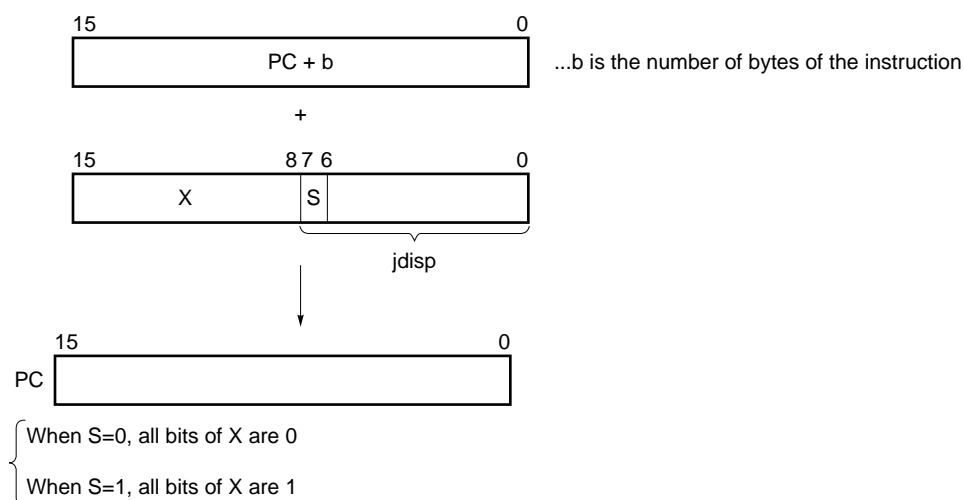 15 0
PC + b ...b is the number of bytes of the instruction
+
15 8 7 6 0
X S
jdisp
15 0
PC
When S=0, all bits of X are 0
When S=1, all bits of X are 1